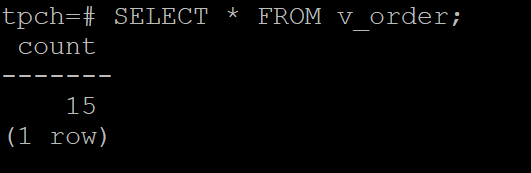 tpch=# SELECT * FROM v_order;
 count
-------
    15
(1 row)